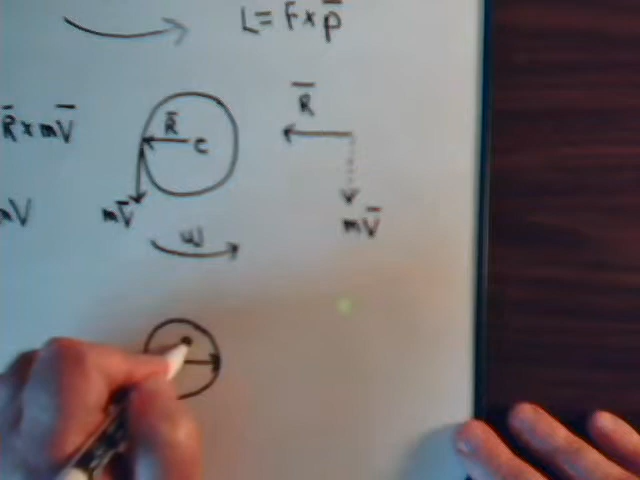 L = r̅ × p̅
R̅ × mV̅
R̅
c
R̅
mV
mV̅
mV̅
ω